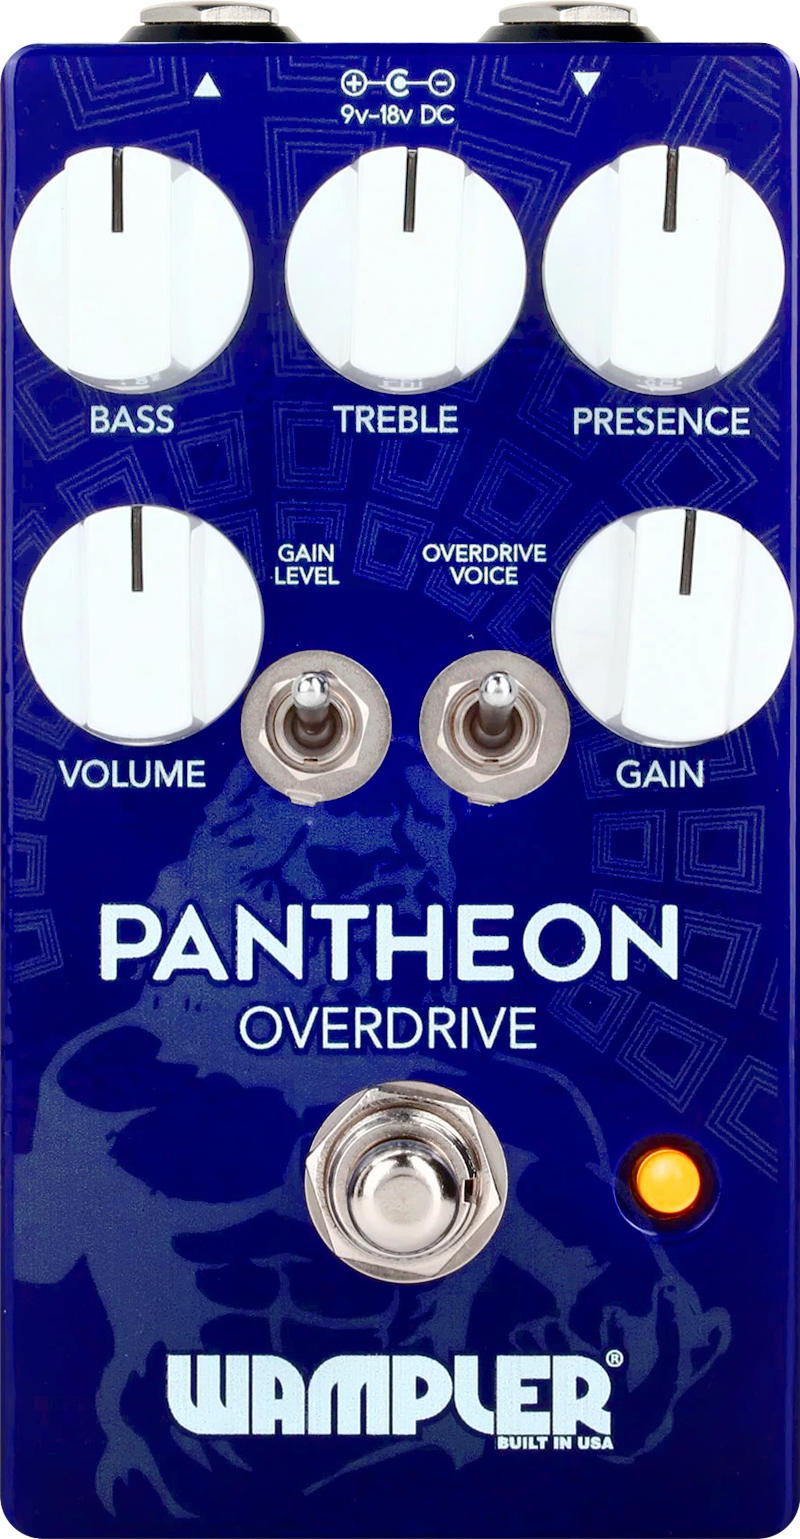 9v-18v DC
BASS
TREBLE
PRESENCE
GAIN
LEVEL
OVERDRIVE
VOICE
VOLUME
GAIN
PANTHEON
OVERDRIVE
WAMPLER®
BUILT IN USA